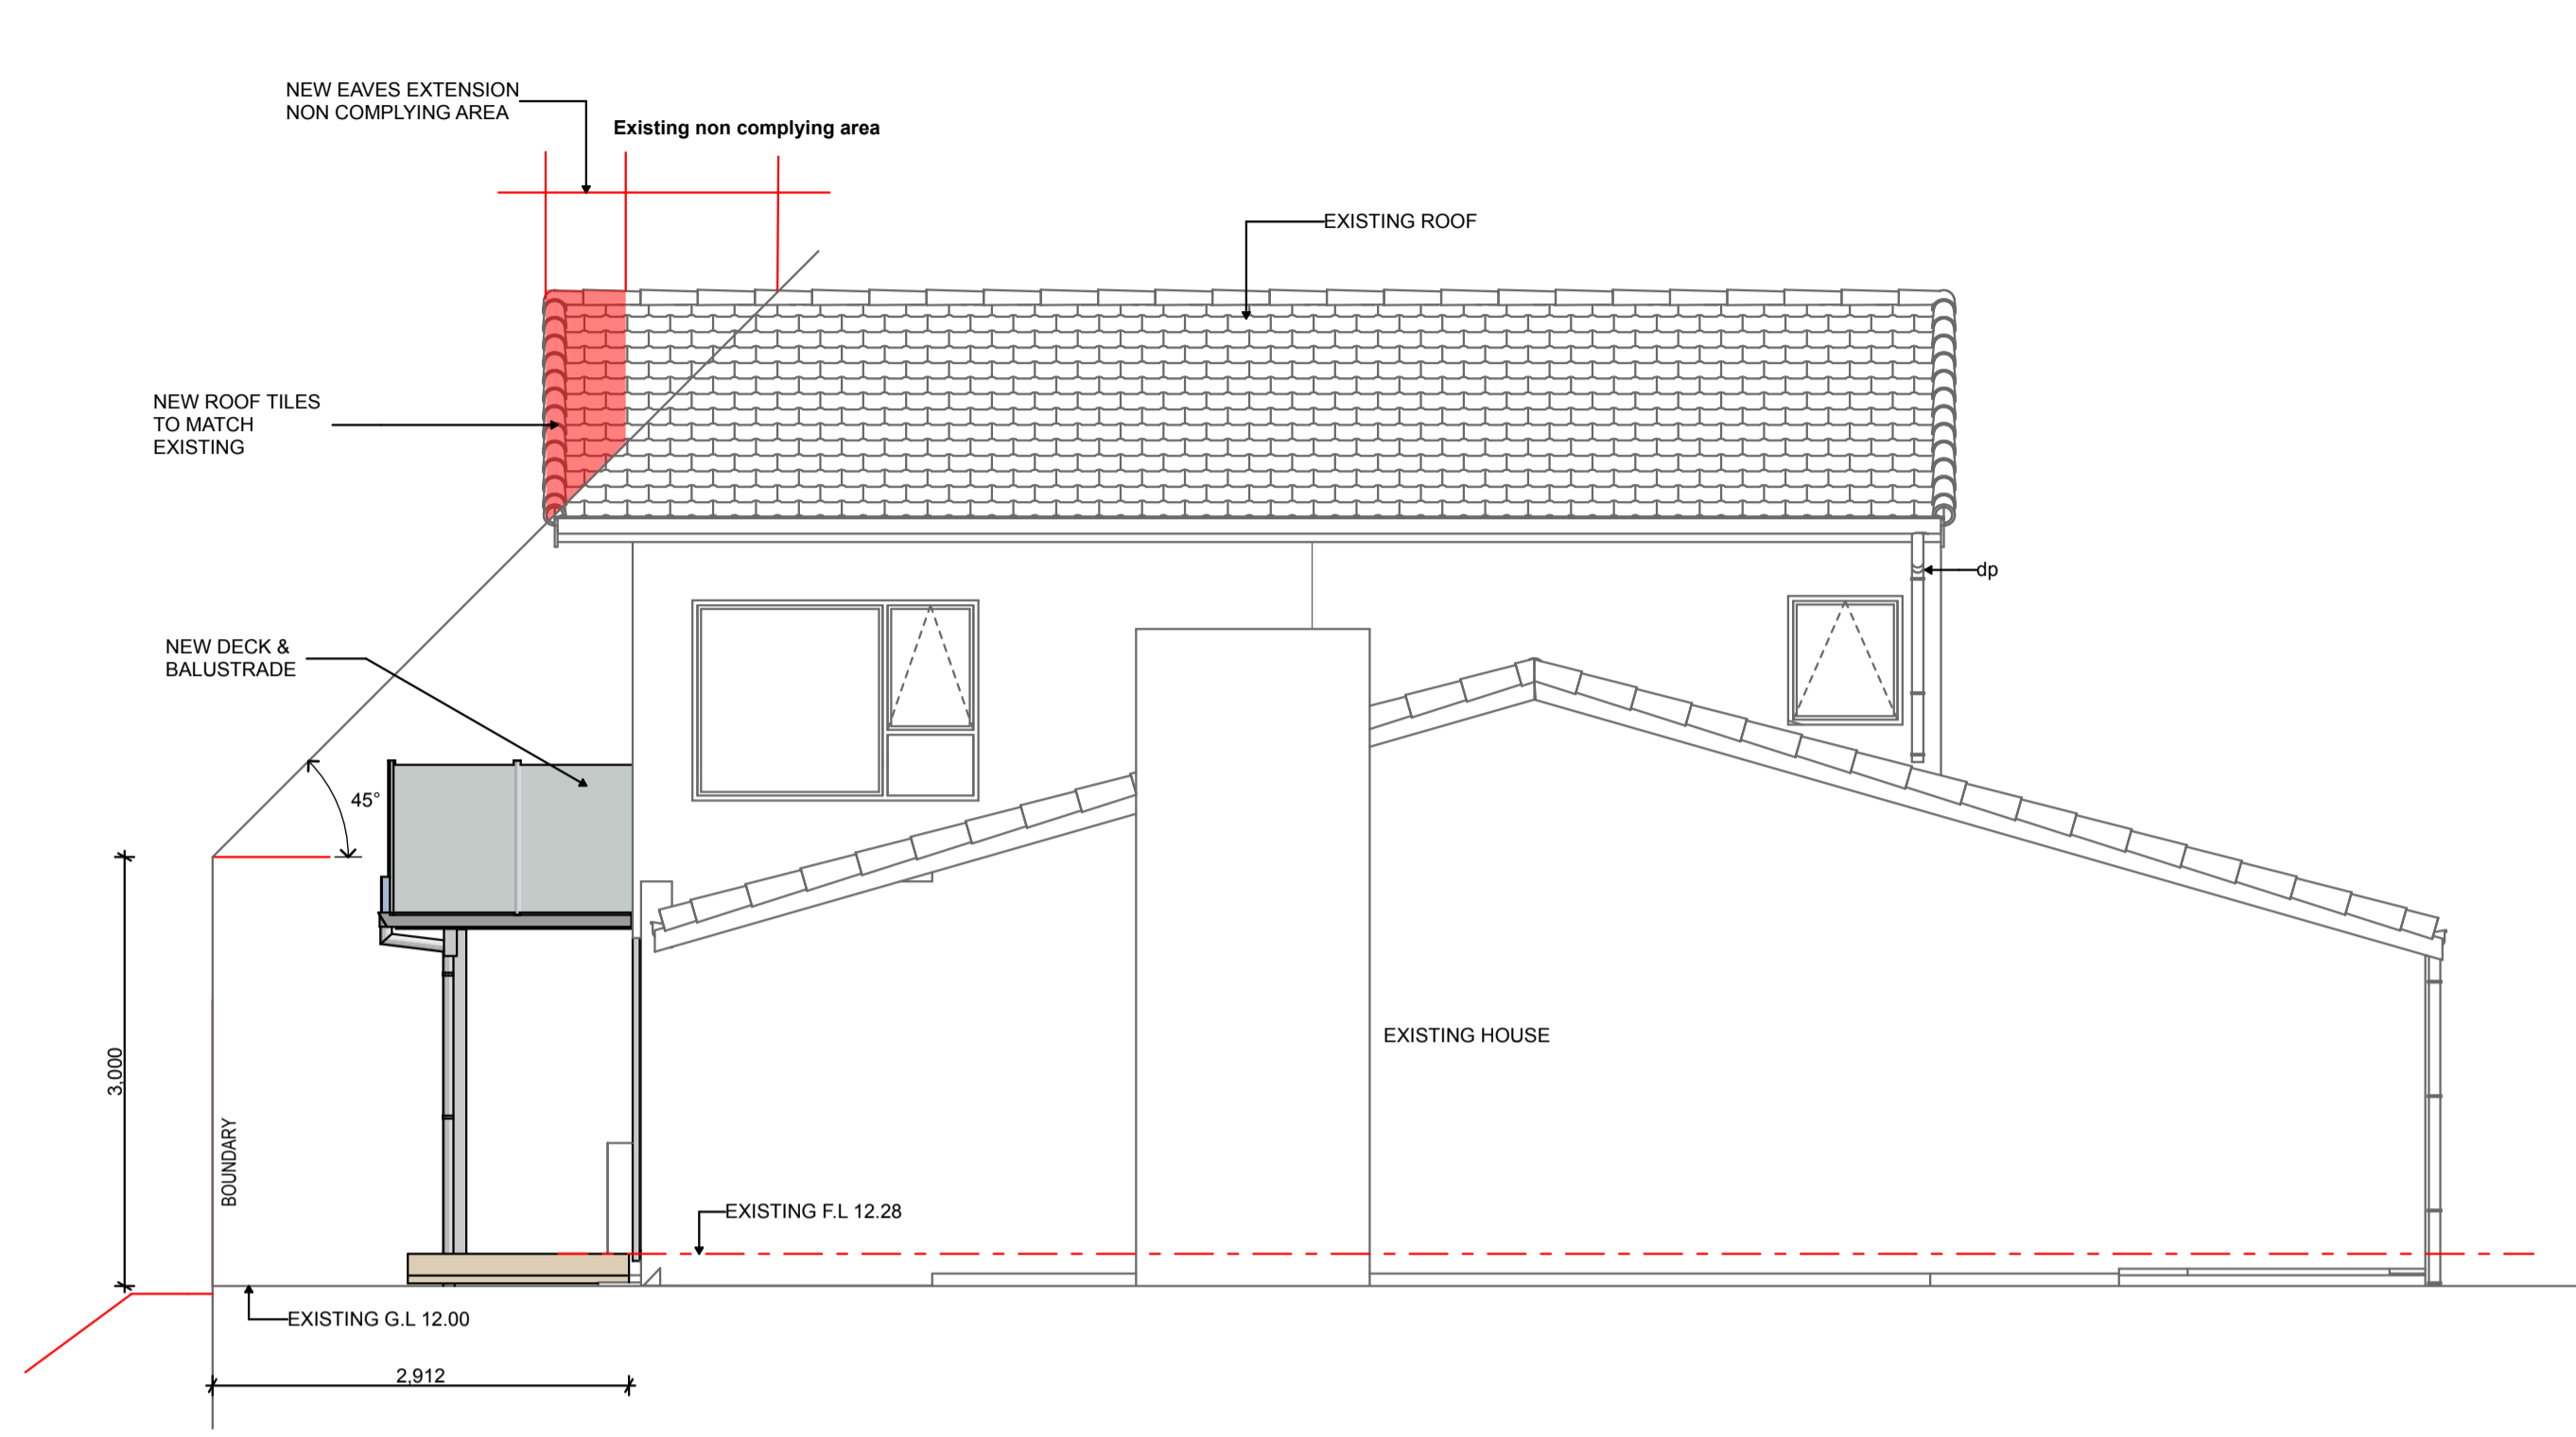 NEW EAVES EXTENSION
NON COMPLYING AREA
Existing non complying area
EXISTING ROOF
NEW ROOF TILES
TO MATCH
EXISTING
dp
NEW DECK &
BALUSTRADE
45°
3,000
BOUNDARY
EXISTING HOUSE
EXISTING F.L 12.28
EXISTING G.L 12.00
2,912